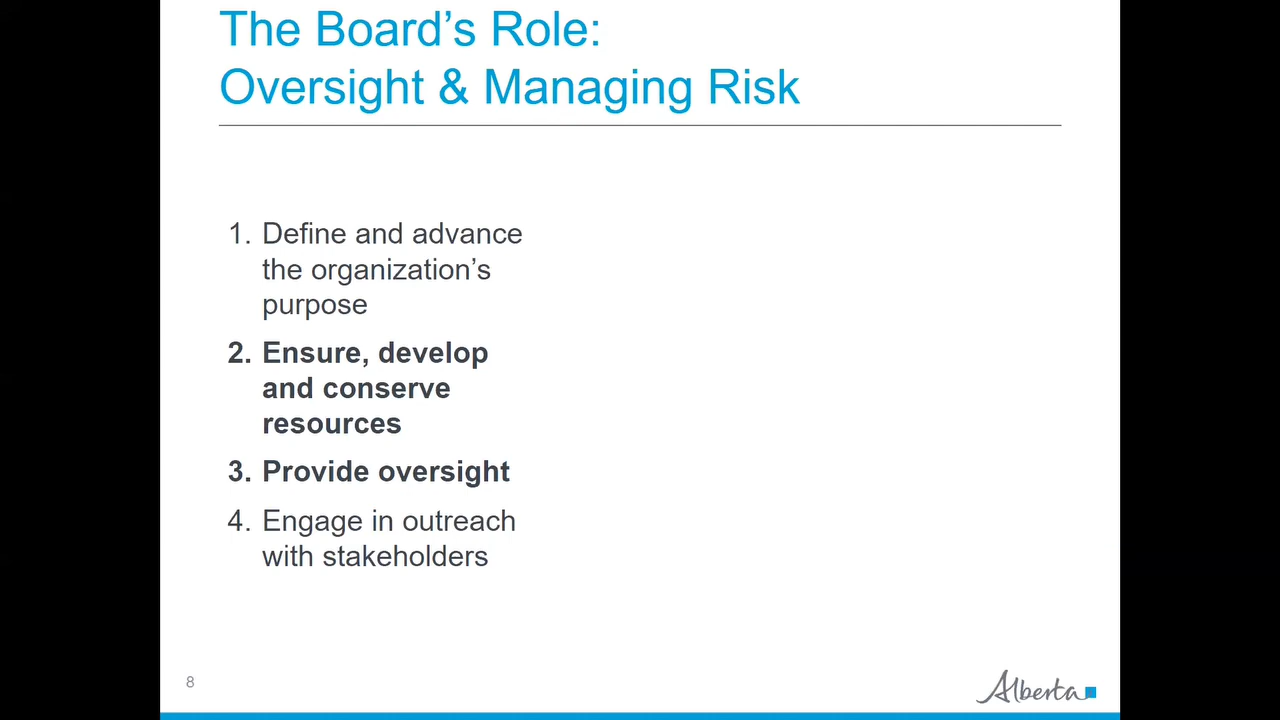 The Board’s Role:
Oversight & Managing Risk
1. Define and advance
the organization’s
purpose
2. Ensure, develop
and conserve
resources
3. Provide oversight
4. Engage in outreach
with stakeholders
8
Alberta